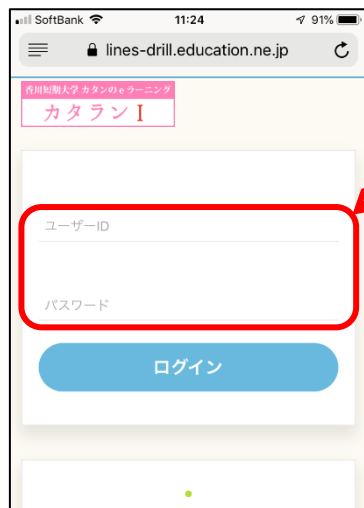 SoftBank 11:24 91%
lines-drill.education.ne.jp
香川短期大学 カタンのeラーニング
カタラン I
ユーザーID
パスワード
ログイン